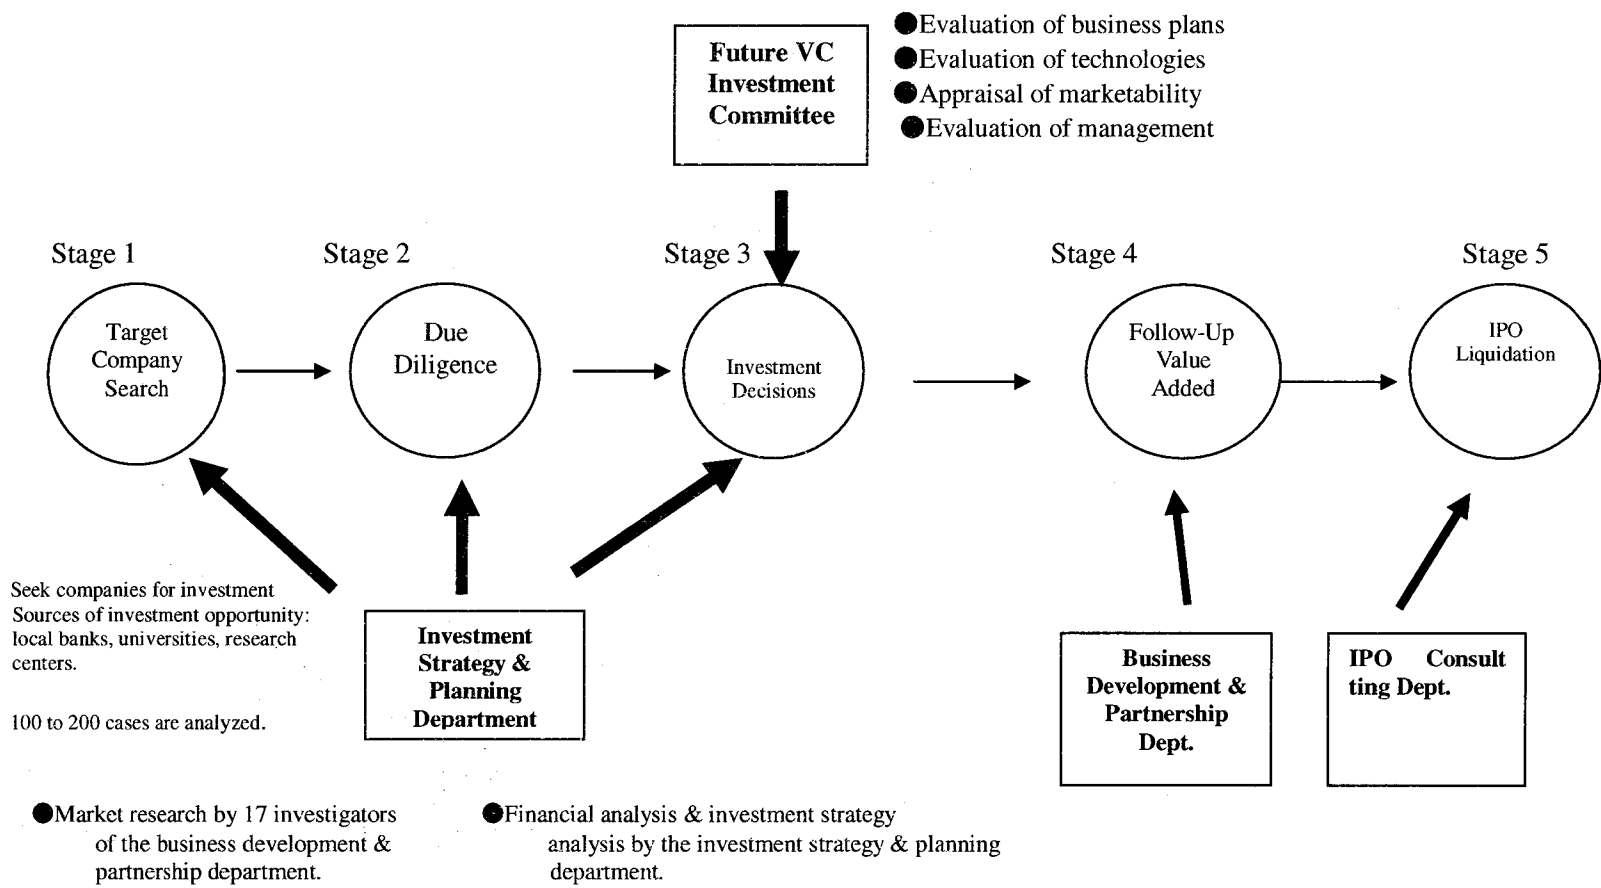 Future VC
Investment
Committee
●Evaluation of business plans
●Evaluation of technologies
●Appraisal of marketability
●Evaluation of management
Stage 1
Stage 2
Stage 3
Stage 4
Stage 5
Target
Company
Search
Due
Diligence
Investment
Decisions
Follow-Up
Value
Added
IPO
Liquidation
Seek companies for investment
Sources of investment opportunity:
local banks, universities, research
centers.
100 to 200 cases are analyzed.
Investment
Strategy &
Planning
Department
Business
Development &
Partnership
Dept.
IPO Consult
ting Dept.
●Market research by 17 investigators
of the business development &
partnership department.
●Financial analysis & investment strategy
analysis by the investment strategy & planning
department.